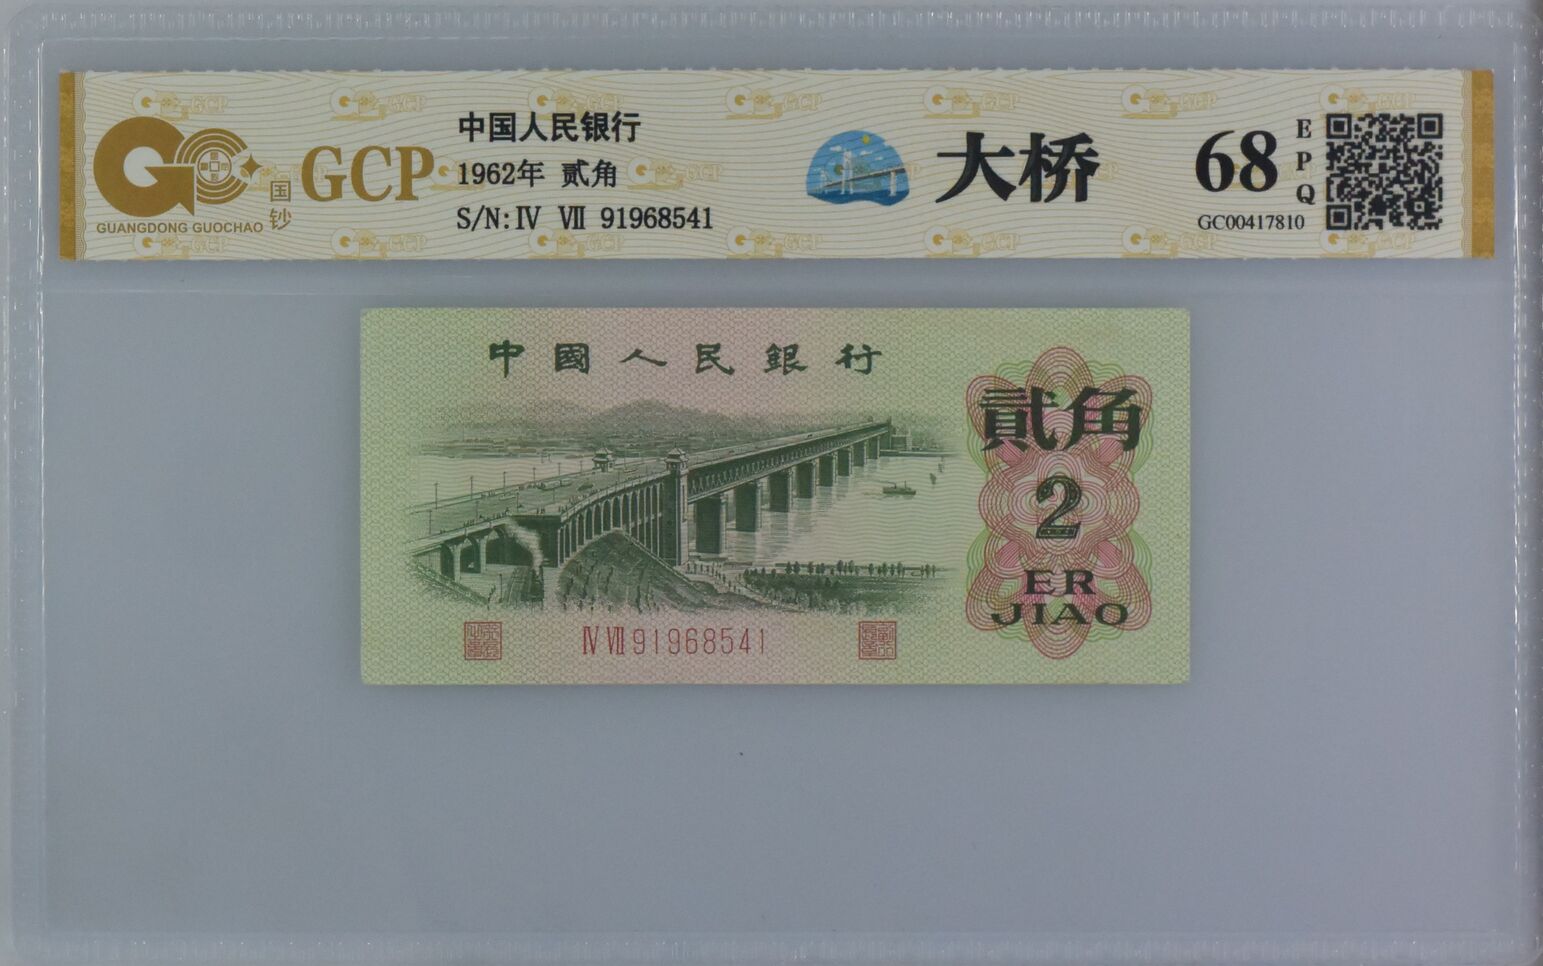 GCP
国钞
GUANGDONG GUOCHAO
中国人民银行
1962年 贰角
S/N: IV VII 91968541
大桥
68
EPQ
GC00417810
中國人民銀行
貳角
2
ER
JIAO
IV VII 91968541